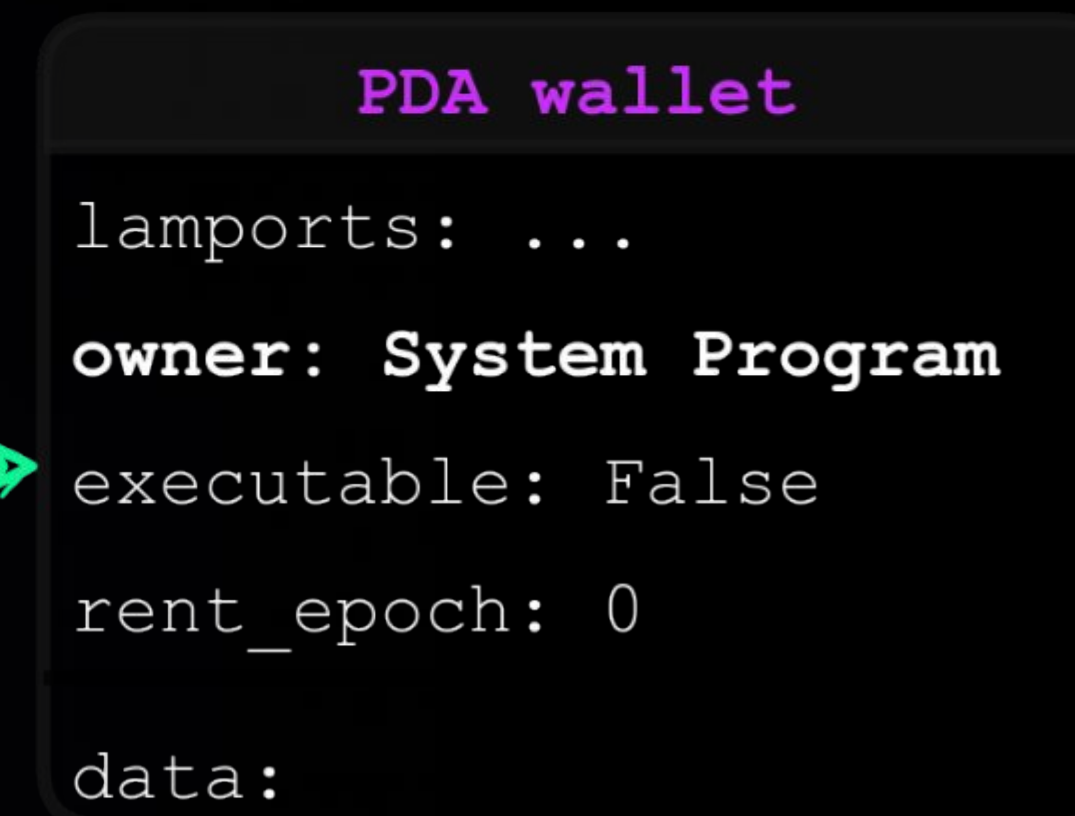 PDA wallet
lamports: ...
owner: System Program
executable: False
rent_epoch: 0
data: